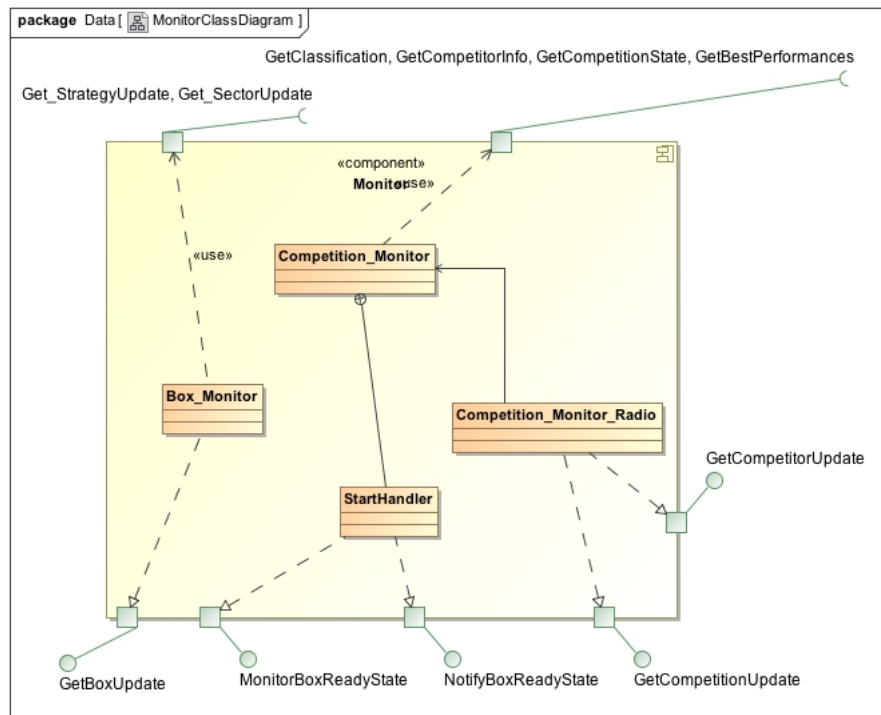 package Data [ MonitorClassDiagram ]
GetClassification, GetCompetitorInfo, GetCompetitionState, GetBestPerformances
Get_StrategyUpdate, Get_SectorUpdate
«component»
Monitor
«use»
Competition_Monitor
«use»
Box_Monitor
Competition_Monitor_Radio
GetCompetitorUpdate
StartHandler
GetBoxUpdate
MonitorBoxReadyState
NotifyBoxReadyState
GetCompetitionUpdate